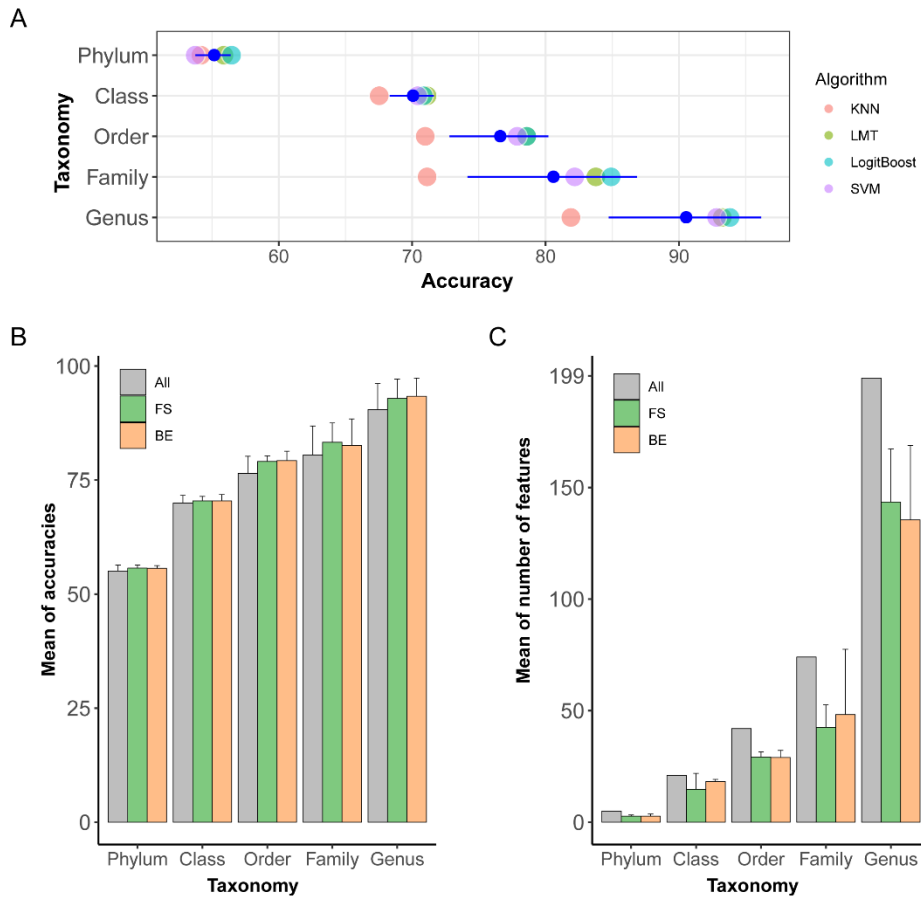 A
Taxonomy
Phylum
Class
Order
Family
Genus
60
70
80
90
Accuracy
Algorithm
KNN
LMT
LogitBoost
SVM
B
Mean of accuracies
100
75
50
25
0
All
FS
BE
Phylum Class Order Family Genus
Taxonomy
C
Mean of number of features
199
150
100
50
0
All
FS
BE
Phylum Class Order Family Genus
Taxonomy